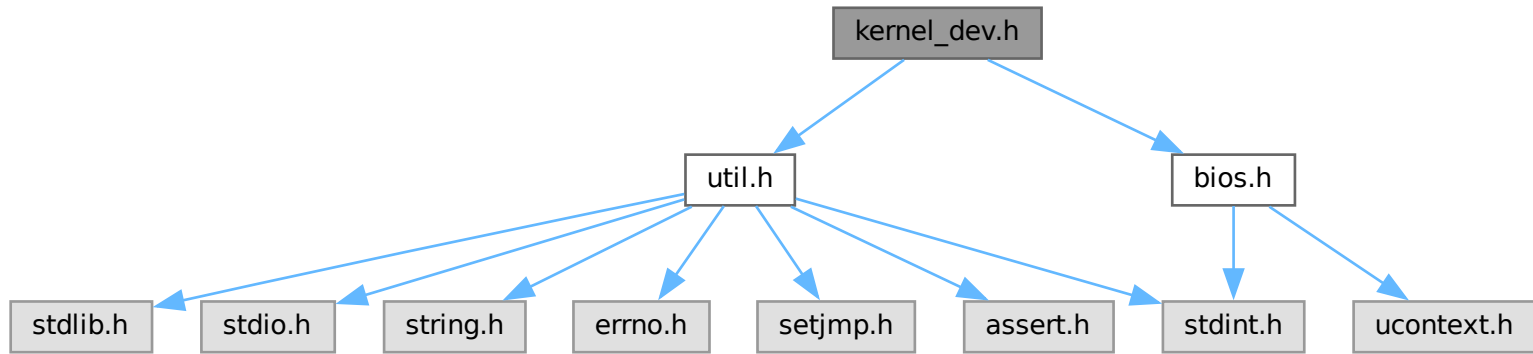 kernel_dev.h
util.h
bios.h
stdlib.h
stdio.h
string.h
errno.h
setjmp.h
assert.h
stdint.h
ucontext.h